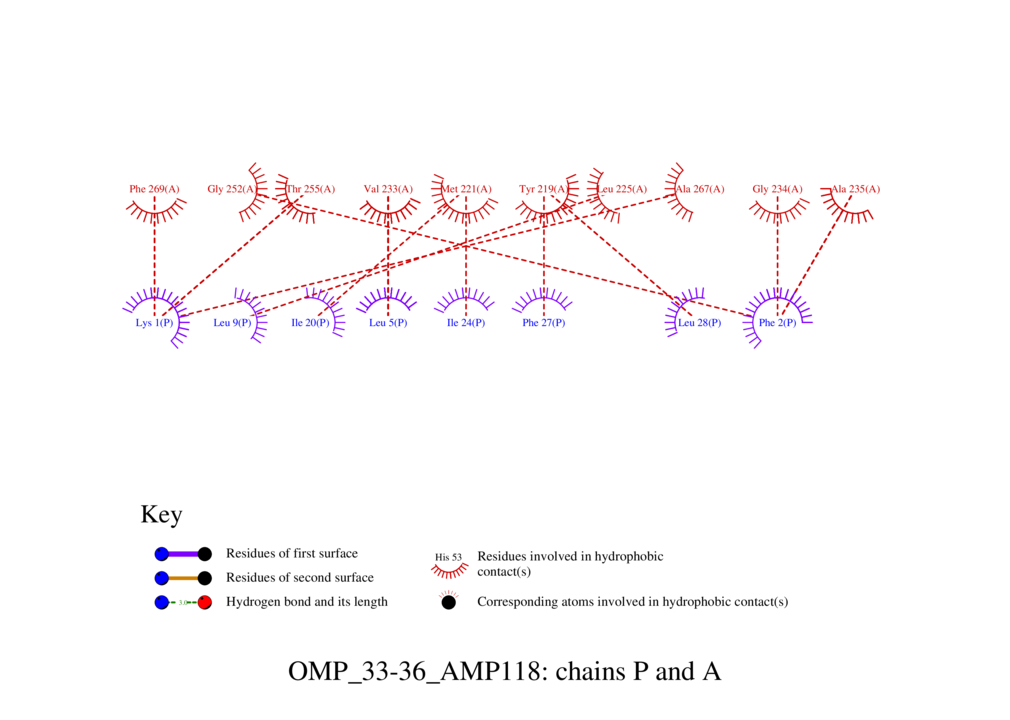 Phe 269(A) Gly 252(A) Thr 255(A) Val 233(A) Met 221(A) Tyr 219(A) Leu 225(A) Ala 267(A) Gly 234(A) Ala 235(A)
Lys 1(P) Leu 9(P) Ile 20(P) Leu 5(P) Ile 24(P) Phe 27(P) Leu 28(P) Phe 2(P)
Key
Residues of first surface
Residues of second surface
3.0
Hydrogen bond and its length
His 53
Residues involved in hydrophobic
contact(s)
Corresponding atoms involved in hydrophobic contact(s)
OMP_33-36_AMP118: chains P and A